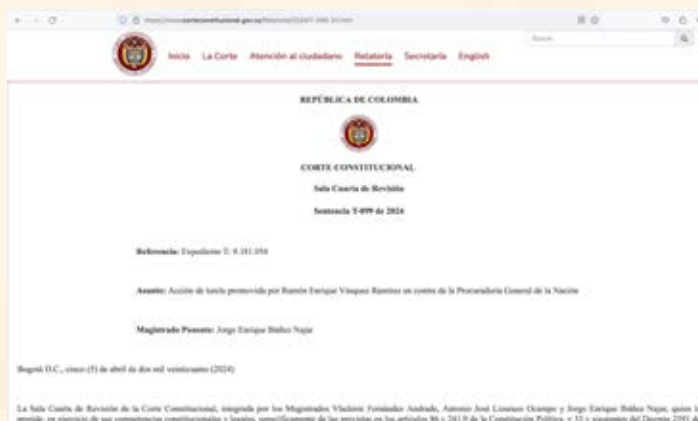 Inicio La Corte Atención al ciudadano Relatoría Secretaría English
REPÚBLICA DE COLOMBIA
CORTE CONSTITUCIONAL
Sala Cuarta de Revisión
Sentencia T-099 de 2024
Referencia: Expediente T- 9.181.094
Asunto: Acción de tutela promovida por Ramón Enrique Vásquez Ramírez en contra de la Procuraduría General de la Nación
Magistrado Ponente: Jorge Enrique Ibáñez Najar
Bogotá D.C., cinco (5) de abril de dos mil veinticuatro (2024)
La Sala Cuarta de Revisión de la Corte Constitucional, integrada por los Magistrados Vladimir Fernández Andrade, Antonio José Lizarazo Ocampo y Jorge Enrique Ibáñez Najar, quien la
preside, en ejercicio de sus competencias constitucionales y legales, específicamente de las previstas en los artículos 86 y 241.9 de la Constitución Política, y 33 y siguientes del Decreto 2591 de